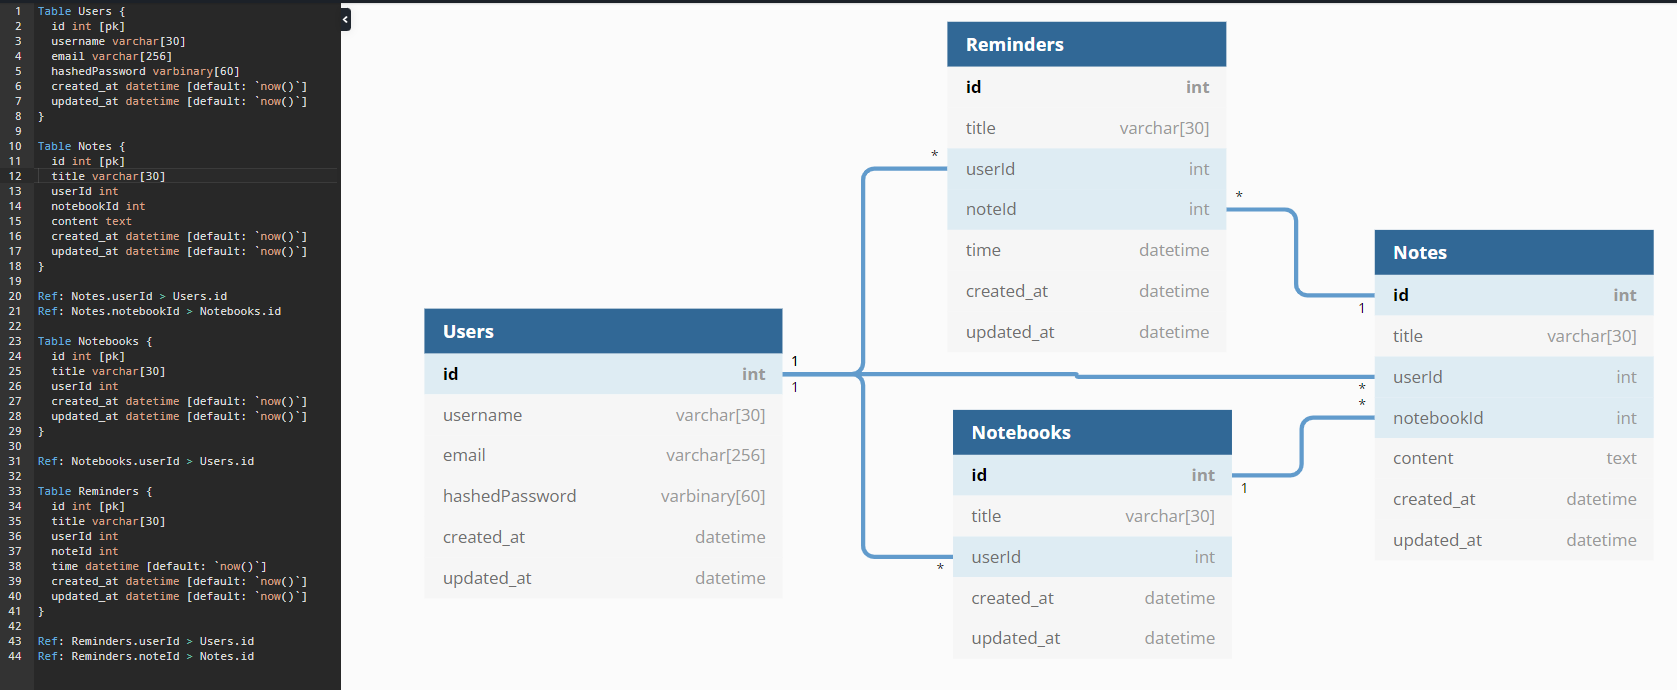 1 Table Users {
2 id int [pk]
3 username varchar[30]
4 email varchar[256]
5 hashedPassword varbinary[60]
6 created_at datetime [default: `now()`]
7 updated_at datetime [default: `now()`]
8 }
9
10 Table Notes {
11 id int [pk]
12 title varchar[30]
13 userId int
14 notebookId int
15 content text
16 created_at datetime [default: `now()`]
17 updated_at datetime [default: `now()`]
18 }
19
20 Ref: Notes.userId > Users.id
21 Ref: Notes.notebookId > Notebooks.id
22
23 Table Notebooks {
24 id int [pk]
25 title varchar[30]
26 userId int
27 created_at datetime [default: `now()`]
28 updated_at datetime [default: `now()`]
29 }
30
31 Ref: Notebooks.userId > Users.id
32
33 Table Reminders {
34 id int [pk]
35 title varchar[30]
36 userId int
37 noteId int
38 time datetime [default: `now()`]
39 created_at datetime [default: `now()`]
40 updated_at datetime [default: `now()`]
41 }
42
43 Ref: Reminders.userId > Users.id
44 Ref: Reminders.noteId > Notes.id
<
Users
id int
username varchar[30]
email varchar[256]
hashedPassword varbinary[60]
created_at datetime
updated_at datetime
1
1
*
*
Reminders
id int
title varchar[30]
userId int
noteId int
time datetime
created_at datetime
updated_at datetime
*
1
Notebooks
id int
title varchar[30]
userId int
created_at datetime
updated_at datetime
1
*
*
Notes
id int
title varchar[30]
userId int
notebookId int
content text
created_at datetime
updated_at datetime